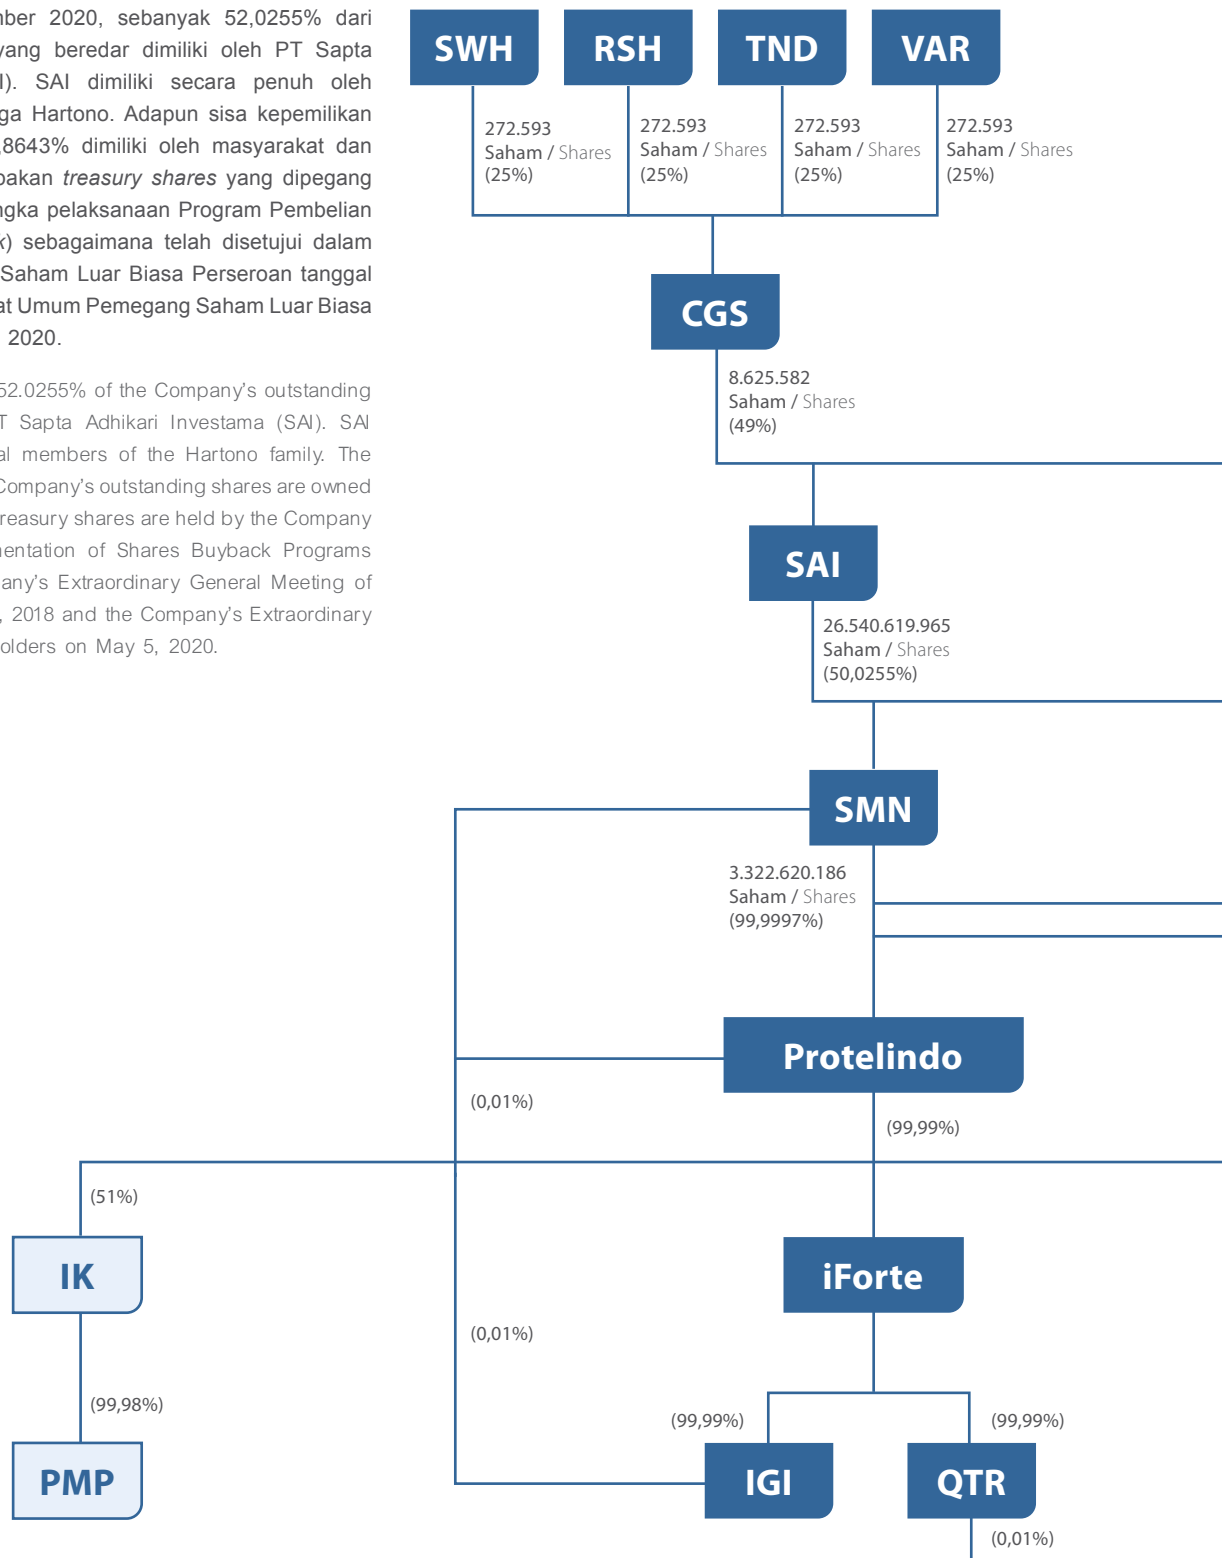 mber 2020, sebanyak 52,0255% dari
yang beredar dimiliki oleh PT Sapta
I). SAI dimiliki secara penuh oleh
ga Hartono. Adapun sisa kepemilikan
,8643% dimiliki oleh masyarakat dan
pakan treasury shares yang dipegang
ngka pelaksanaan Program Pembelian
k) sebagaimana telah disetujui dalam
Saham Luar Biasa Perseroan tanggal
at Umum Pemegang Saham Luar Biasa
2020.
52.0255% of the Company's outstanding
T Sapta Adhikari Investama (SAI). SAI
al members of the Hartono family. The
Company's outstanding shares are owned
treasury shares are held by the Company
mentation of Shares Buyback Programs
any's Extraordinary General Meeting of
, 2018 and the Company's Extraordinary
olders on May 5, 2020.
SWH
RSH
TND
VAR
272.593
Saham / Shares
(25%)
272.593
Saham / Shares
(25%)
272.593
Saham / Shares
(25%)
272.593
Saham / Shares
(25%)
CGS
8.625.582
Saham / Shares
(49%)
SAI
26.540.619.965
Saham / Shares
(50,0255%)
SMN
3.322.620.186
Saham / Shares
(99,9997%)
Protelindo
(0,01%)
(99,99%)
(51%)
IK
iForte
(0,01%)
(99,98%)
(99,99%)
(99,99%)
PMP
IGI
QTR
(0,01%)